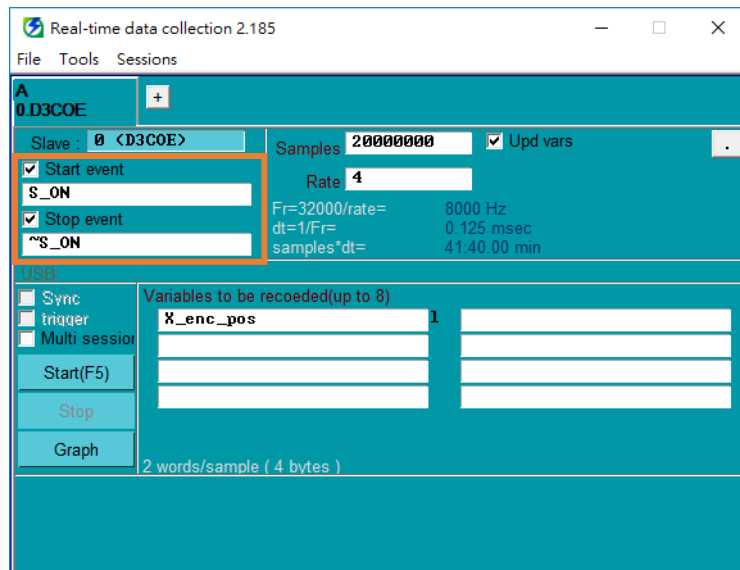 Real-time data collection 2.185
File Tools Sessions
A
0.D3COE
+
Slave : 0 (D3COE)
Samples 20000000
Upd vars
.
Start event
S_ON
Rate 4
Stop event
~S_ON
Fr=32000/rate= 8000 Hz
dt=1/Fr= 0.125 msec
samples*dt= 41:40.00 min
USB
Sync
trigger
Multi session
Variables to be recoeded(up to 8)
X_enc_pos 1
Start(F5)
Stop
Graph
2 words/sample ( 4 bytes )